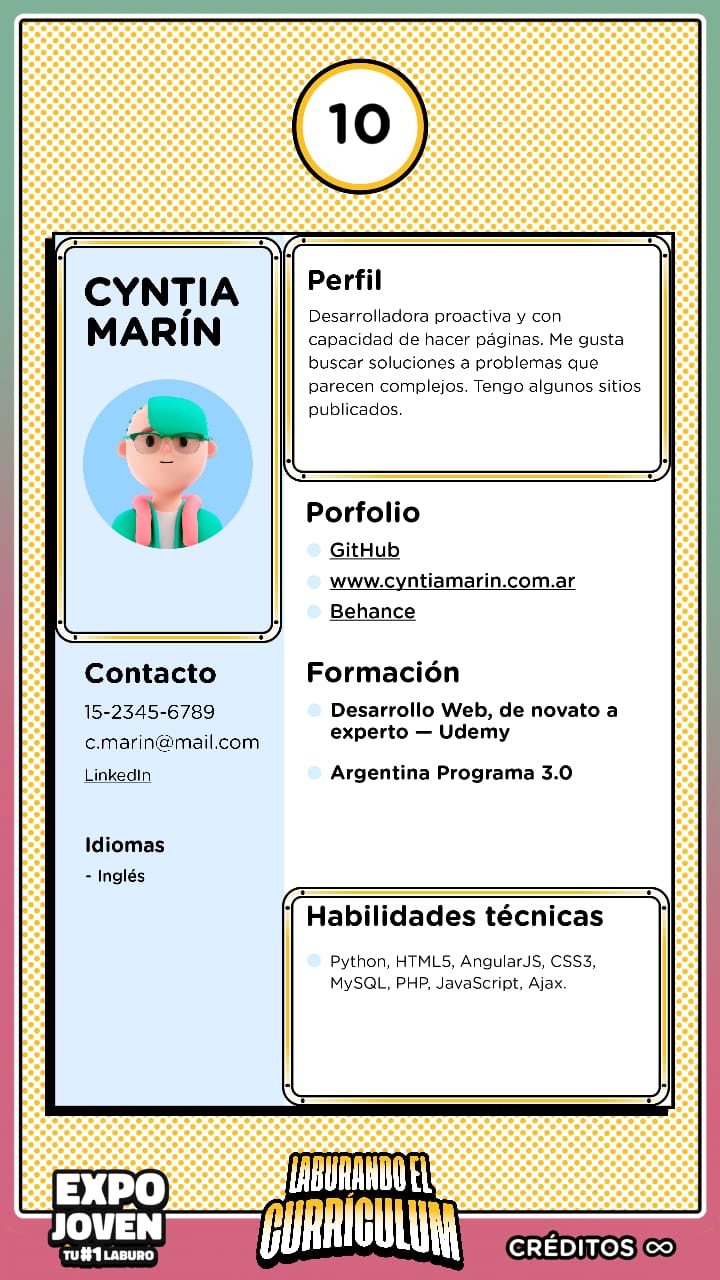 10
CYNTIA
MARÍN
Perfil
Desarrolladora proactiva y con
capacidad de hacer páginas. Me gusta
buscar soluciones a problemas que
parecen complejos. Tengo algunos sitios
publicados.
Porfolio
GitHub
www.cyntiamarin.com.ar
Behance
Contacto
15-2345-6789
c.marin@mail.com
LinkedIn
Idiomas
- Inglés
Formación
Desarrollo Web, de novato a
experto — Udemy
Argentina Programa 3.0
Habilidades técnicas
Python, HTML5, AngularJS, CSS3,
MySQL, PHP, JavaScript, Ajax.
EXPO
JOVEN
TU #1 LABURO
LABURANDO EL
CURRÍCULUM
CRÉDITOS ∞